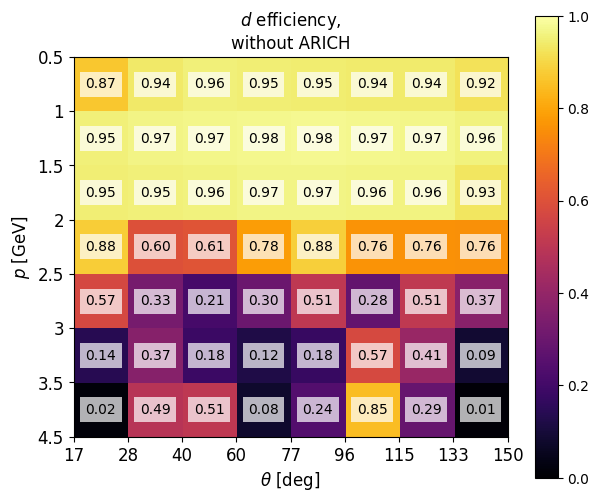 d efficiency,
without ARICH
0.5
1
1.5
2
2.5
3
3.5
4.5
p [GeV]
0.87 0.94 0.96 0.95 0.95 0.94 0.94 0.92
0.95 0.97 0.97 0.98 0.98 0.97 0.97 0.96
0.95 0.95 0.96 0.97 0.97 0.96 0.96 0.93
0.88 0.60 0.61 0.78 0.88 0.76 0.76 0.76
0.57 0.33 0.21 0.30 0.51 0.28 0.51 0.37
0.14 0.37 0.18 0.12 0.18 0.57 0.41 0.09
0.02 0.49 0.51 0.08 0.24 0.85 0.29 0.01
17 28 40 60 77 96 115 133 150
θ [deg]
1.0
0.8
0.6
0.4
0.2
0.0